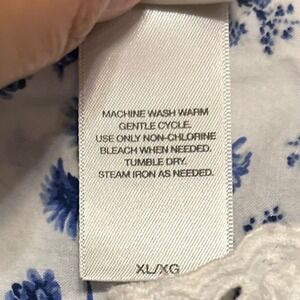 MACHINE WASH WARM
GENTLE CYCLE.
USE ONLY NON-CHLORINE
BLEACH WHEN NEEDED.
TUMBLE DRY.
STEAM IRON AS NEEDED.
XL/XG